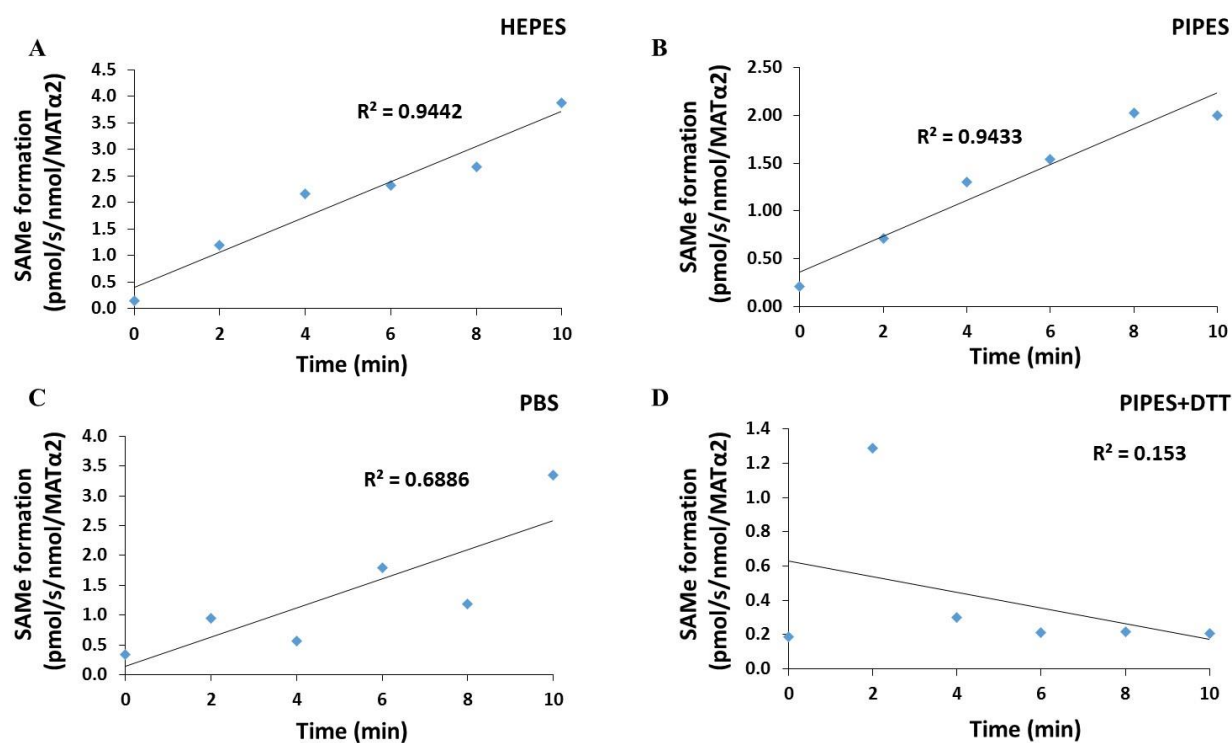 A
HEPES
SAMe formation
(pmol/s/nmol/MATα2)
4.5
4.0
3.5
3.0
2.5
2.0
1.5
1.0
0.5
0.0
R² = 0.9442
0 2 4 6 8 10
Time (min)
B
PIPES
SAMe formation
(pmol/s/nmol/MATα2)
2.50
2.00
1.50
1.00
0.50
0.00
R² = 0.9433
0 2 4 6 8 10
Time (min)
C
PBS
SAMe formation
(pmol/s/nmol/MATα2)
4.0
3.5
3.0
2.5
2.0
1.5
1.0
0.5
0.0
R² = 0.6886
0 2 4 6 8 10
Time (min)
D
PIPES+DTT
SAMe formation
(pmol/s/nmol/MATα2)
1.4
1.2
1.0
0.8
0.6
0.4
0.2
0.0
R² = 0.153
0 2 4 6 8 10
Time (min)